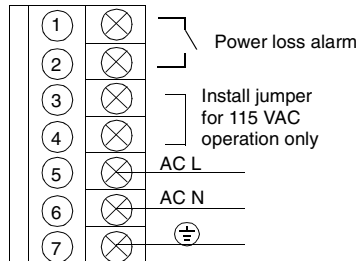 1
2
Power loss alarm
3
Install jumper
for 115 VAC
4
operation only
5
AC L
6
AC N
7